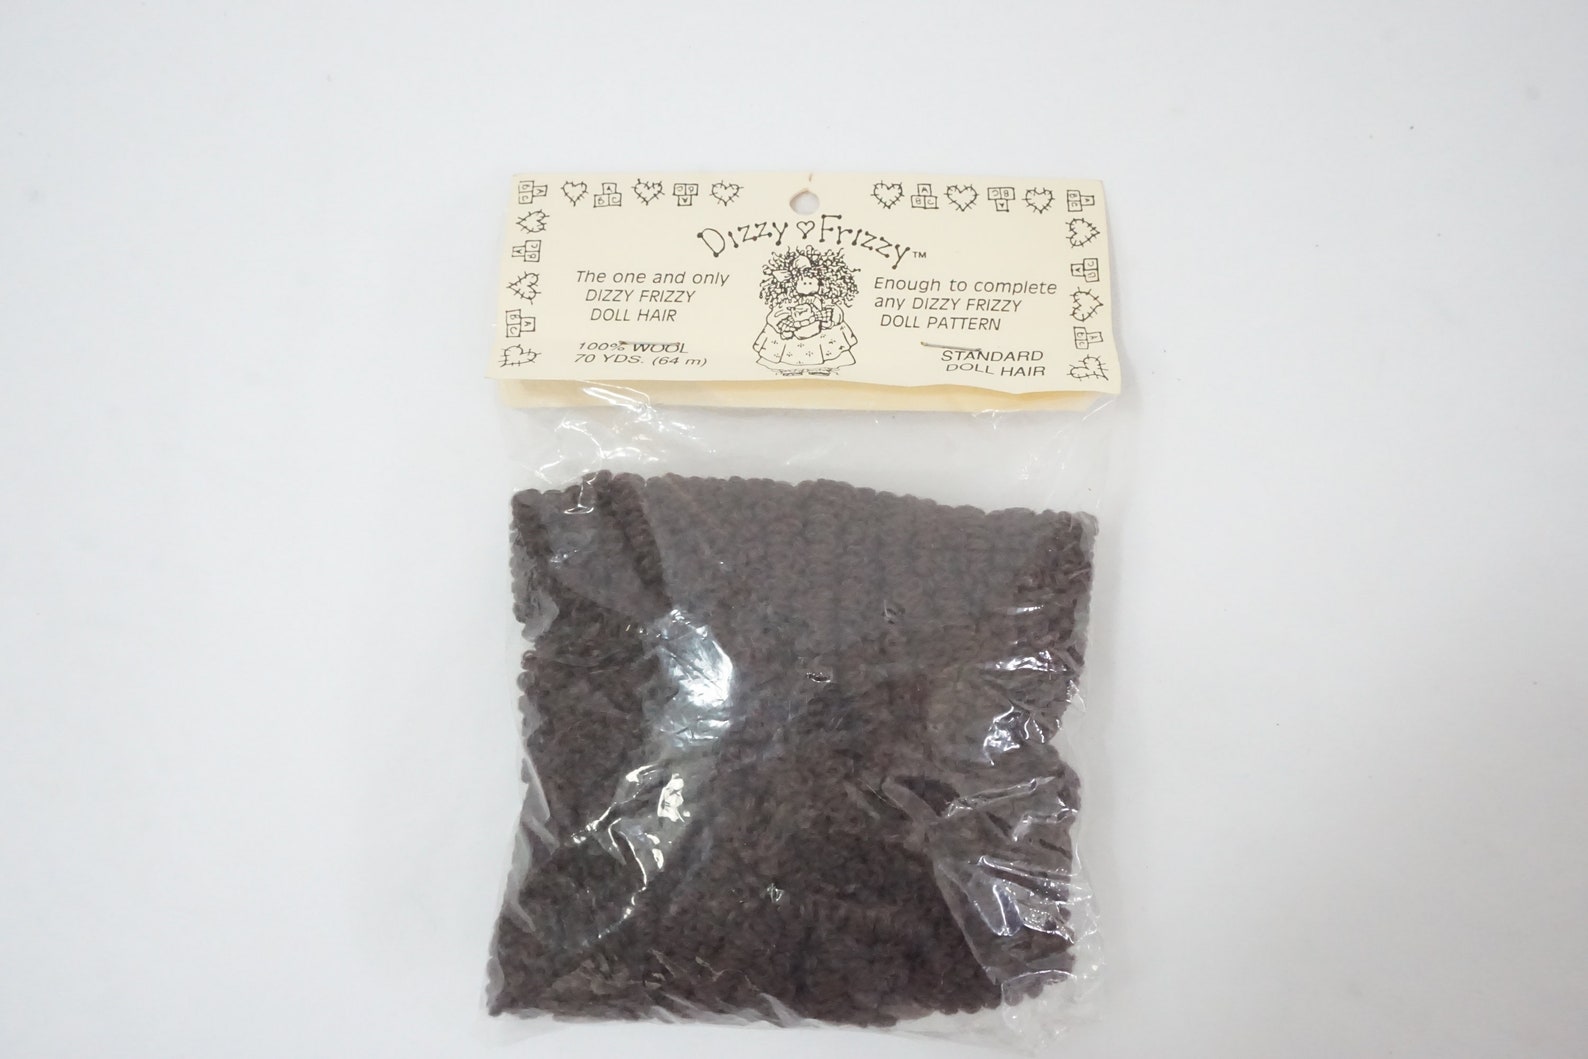 Dizzy Frizzy™
The one and only
DIZZY FRIZZY
DOLL HAIR
100% WOOL
70 YDS. (64 m)
Enough to complete
any DIZZY FRIZZY
DOLL PATTERN
STANDARD
DOLL HAIR